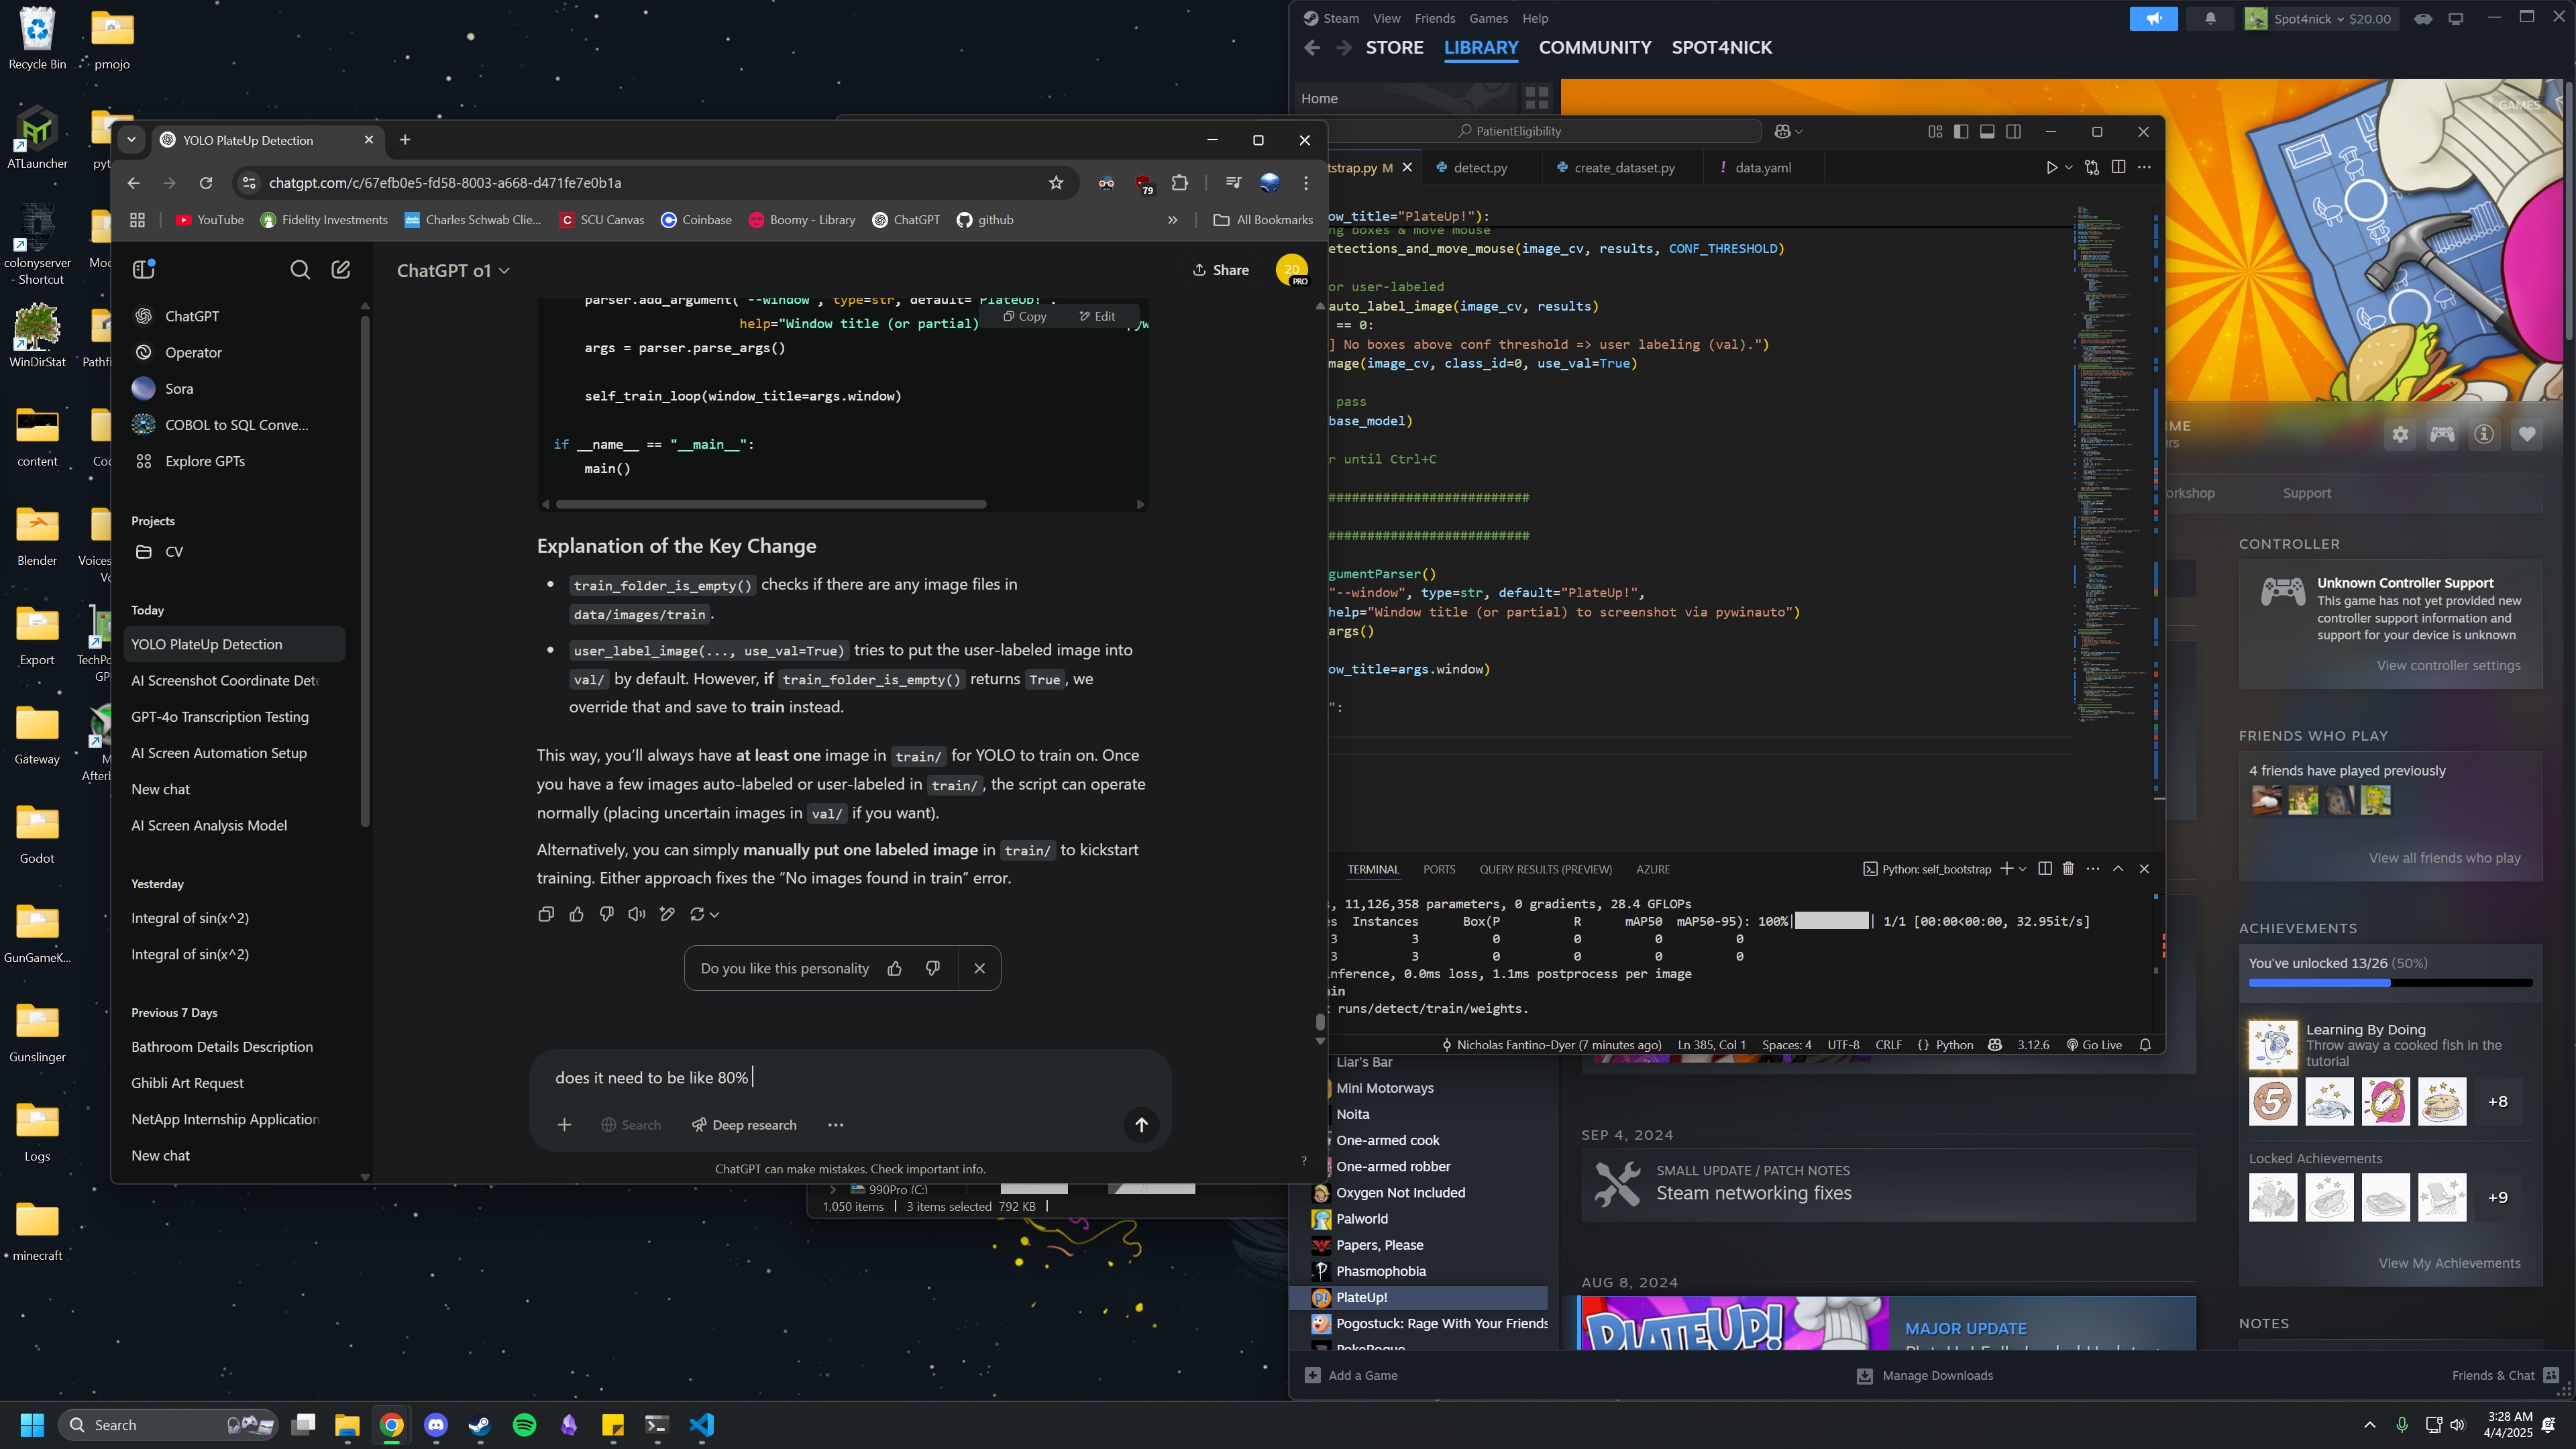 Recycle Bin
pmojo
ATLauncher
colonyserver
- Shortcut
WinDirStat
content
Blender
Export
Gateway
Godot
GunGameK...
Gunslinger
Logs
minecraft
YOLO PlateUp Detection
chatgpt.com/c/67efb0e5-fd58-8003-a668-d471fe7e0b1a
79
YouTube
Fidelity Investments
Charles Schwab Clie...
SCU Canvas
Coinbase
Boomy - Library
ChatGPT
github
All Bookmarks
ChatGPT
Operator
Sora
COBOL to SQL Conve...
Explore GPTs
Projects
CV
Today
YOLO PlateUp Detection
AI Screenshot Coordinate Dete
GPT-4o Transcription Testing
AI Screen Automation Setup
New chat
AI Screen Analysis Model
Yesterday
Integral of sin(x^2)
Integral of sin(x^2)
Previous 7 Days
Bathroom Details Description
Ghibli Art Request
NetApp Internship Application
New chat
ChatGPT o1
Share
20
PRO
parser.add_argument("--window", type=str, default="PlateUp!",
help="Window title (or partial)
Copy
Edit
args = parser.parse_args()
self_train_loop(window_title=args.window)
if __name__ == "__main__":
main()
Explanation of the Key Change
train_folder_is_empty() checks if there are any image files in
data/images/train.
user_label_image(..., use_val=True) tries to put the user-labeled image into
val/ by default. However, if train_folder_is_empty() returns True, we
override that and save to train instead.
This way, you’ll always have at least one image in train/ for YOLO to train on. Once
you have a few images auto-labeled or user-labeled in train/, the script can operate
normally (placing uncertain images in val/ if you want).
Alternatively, you can simply manually put one labeled image in train/ to kickstart
training. Either approach fixes the “No images found in train” error.
Do you like this personality
does it need to be like 80%
Search
Deep research
ChatGPT can make mistakes. Check important info.
?
990Pro (C:)
1,050 items
3 items selected 792 KB
PatientEligibility
tstrap.py M
detect.py
create_dataset.py
! data.yaml
ow_title="PlateUp!"):
ng boxes & move mouse
etections_and_move_mouse(image_cv, results, CONF_THRESHOLD)
or user-labeled
auto_label_image(image_cv, results)
== 0:
] No boxes above conf threshold => user labeling (val).")
mage(image_cv, class_id=0, use_val=True)
pass
base_model)
r until Ctrl+C
##########################
##########################
gumentParser()
"--window", type=str, default="PlateUp!",
help="Window title (or partial) to screenshot via pywinauto")
args()
ow_title=args.window)
":
TERMINAL
PORTS
QUERY RESULTS (PREVIEW)
AZURE
Python: self_bootstrap
s, 11,126,358 parameters, 0 gradients, 28.4 GFLOPs
es Instances Box(P R mAP50 mAP50-95): 100%| | 1/1 [00:00<00:00, 32.95it/s]
3 3 0 0 0 0
3 3 0 0 0 0
nference, 0.0ms loss, 1.1ms postprocess per image
ain
runs/detect/train/weights.
Nicholas Fantino-Dyer (7 minutes ago)
Ln 385, Col 1
Spaces: 4
UTF-8
CRLF
{ } Python
3.12.6
Go Live
Steam
View
Friends
Games
Help
Spot4nick
$20.00
STORE
LIBRARY
COMMUNITY
SPOT4NICK
Home
GAMES
IME
urs
orkshop
Support
CONTROLLER
Unknown Controller Support
This game has not yet provided new
controller support information and
support for your device is unknown
View controller settings
FRIENDS WHO PLAY
4 friends have played previously
View all friends who play
ACHIEVEMENTS
You've unlocked 13/26 (50%)
Learning By Doing
Throw away a cooked fish in the
tutorial
5
+8
Locked Achievements
+9
View My Achievements
NOTES
Liar's Bar
Mini Motorways
Noita
One-armed cook
One-armed robber
Oxygen Not Included
Palworld
Papers, Please
Phasmophobia
PlateUp!
Pogostuck: Rage With Your Friends
SEP 4, 2024
SMALL UPDATE / PATCH NOTES
Steam networking fixes
AUG 8, 2024
PLATEUP!
MAJOR UPDATE
Add a Game
Manage Downloads
Friends & Chat
Search
3:28 AM
4/4/2025